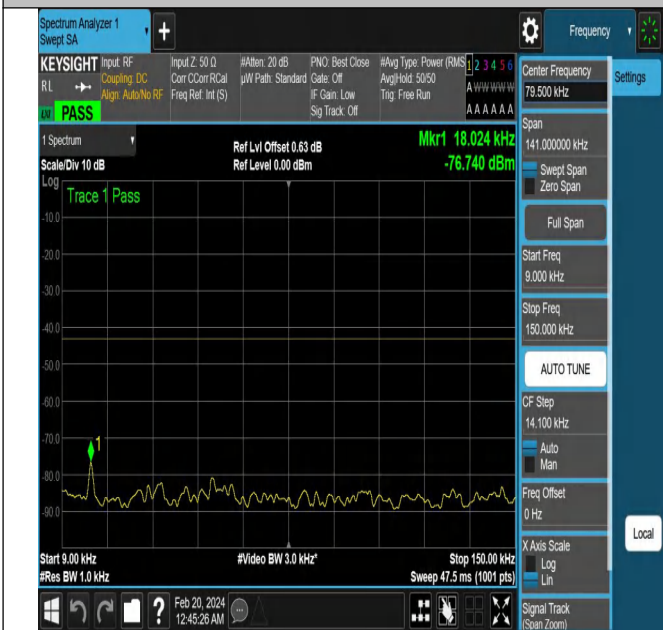 Spectrum Analyzer 1
Swept SA
+
Frequency
KEYSIGHT
Input: RF
Coupling: DC
Align: Auto/No RF
Input Z: 50 Ω
Corr CCorr RCal
Freq Ref: Int (S)
#Atten: 20 dB
µW Path: Standard
PNO: Best Close
Gate: Off
IF Gain: Low
Sig Track: Off
#Avg Type: Power (RMS
Avg|Hold: 50/50
Trig: Free Run
1 2 3 4 5 6
A W W W W W
A A A A A A
R L
PASS
1 Spectrum
Scale/Div 10 dB
Ref Lvl Offset 0.63 dB
Ref Level 0.00 dBm
Mkr1 18.024 kHz
-76.740 dBm
Log
Trace 1 Pass
-10.0
-20.0
-30.0
-40.0
-50.0
-60.0
-70.0
-80.0
-90.0
1
Start 9.00 kHz
#Res BW 1.0 kHz
#Video BW 3.0 kHz*
Stop 150.00 kHz
Sweep 47.5 ms (1001 pts)
?
Feb 20, 2024
12:45:26 AM
Center Frequency
79.500 kHz
Settings
Span
141.000000 kHz
Swept Span
Zero Span
Full Span
Start Freq
9.000 kHz
Stop Freq
150.000 kHz
AUTO TUNE
CF Step
14.100 kHz
Auto
Man
Freq Offset
0 Hz
X Axis Scale
Log
Lin
Local
Signal Track
(Span Zoom)